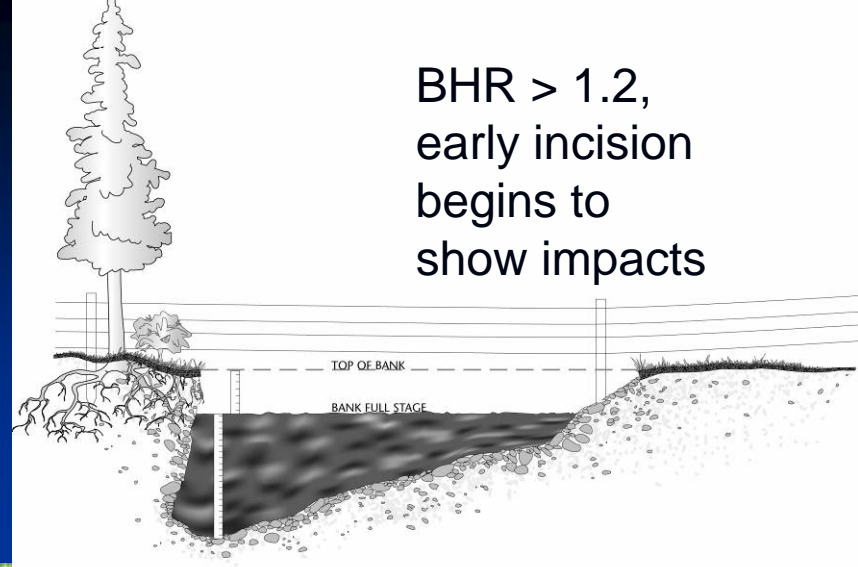 BHR > 1.2,
early incision
begins to
show impacts
TOP OF BANK
BANK FULL STAGE